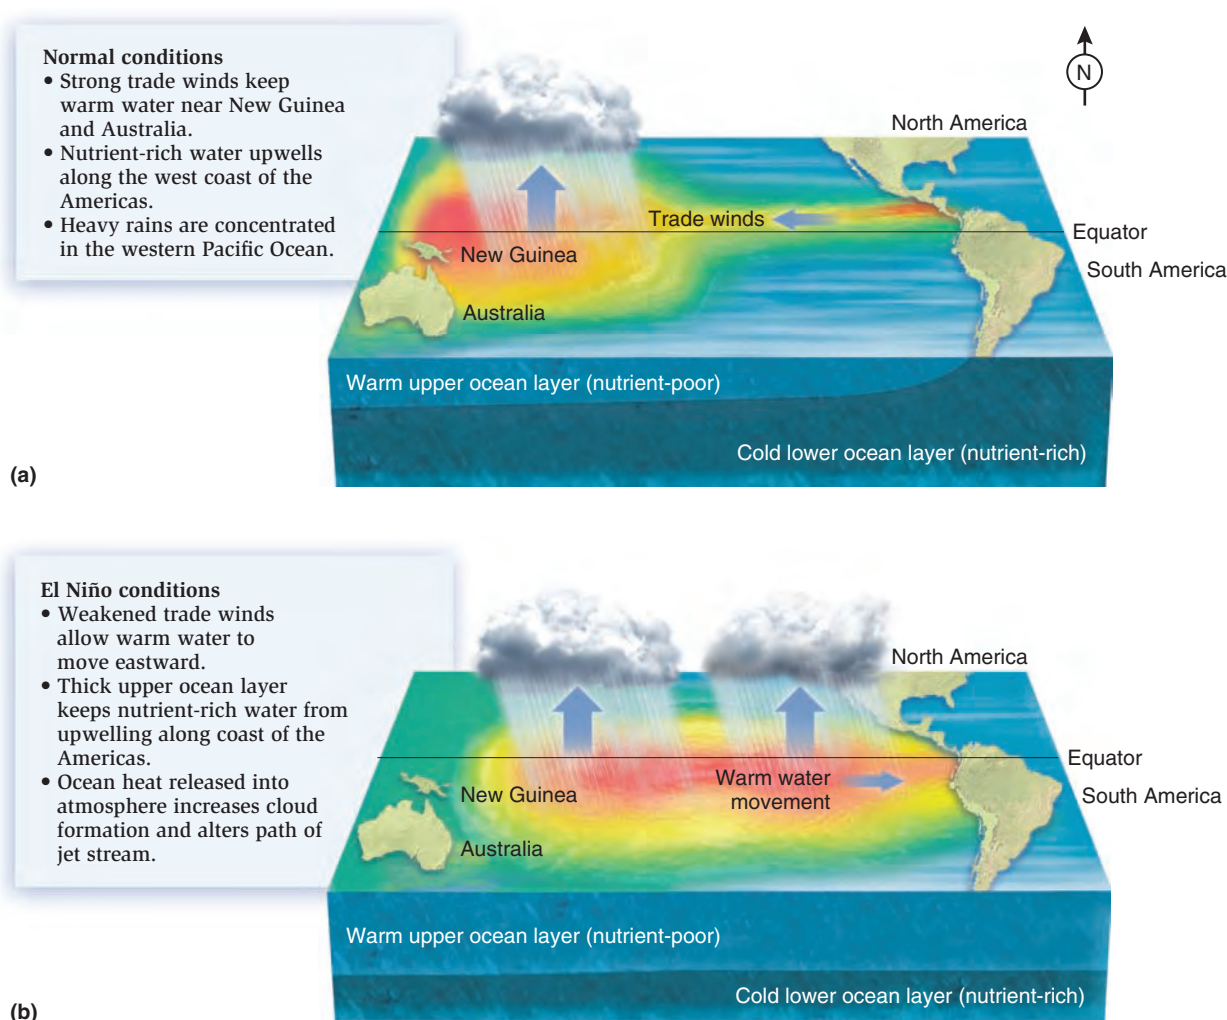 Normal conditions
• Strong trade winds keep
warm water near New Guinea
and Australia.
• Nutrient-rich water upwells
along the west coast of the
Americas.
• Heavy rains are concentrated
in the western Pacific Ocean.
N
North America
Trade winds
Equator
New Guinea
South America
Australia
Warm upper ocean layer (nutrient-poor)
Cold lower ocean layer (nutrient-rich)
(a)
El Niño conditions
• Weakened trade winds
allow warm water to
move eastward.
• Thick upper ocean layer
keeps nutrient-rich water from
upwelling along coast of the
Americas.
• Ocean heat released into
atmosphere increases cloud
formation and alters path of
jet stream.
North America
Equator
Warm water
movement
New Guinea
South America
Australia
Warm upper ocean layer (nutrient-poor)
Cold lower ocean layer (nutrient-rich)
(b)